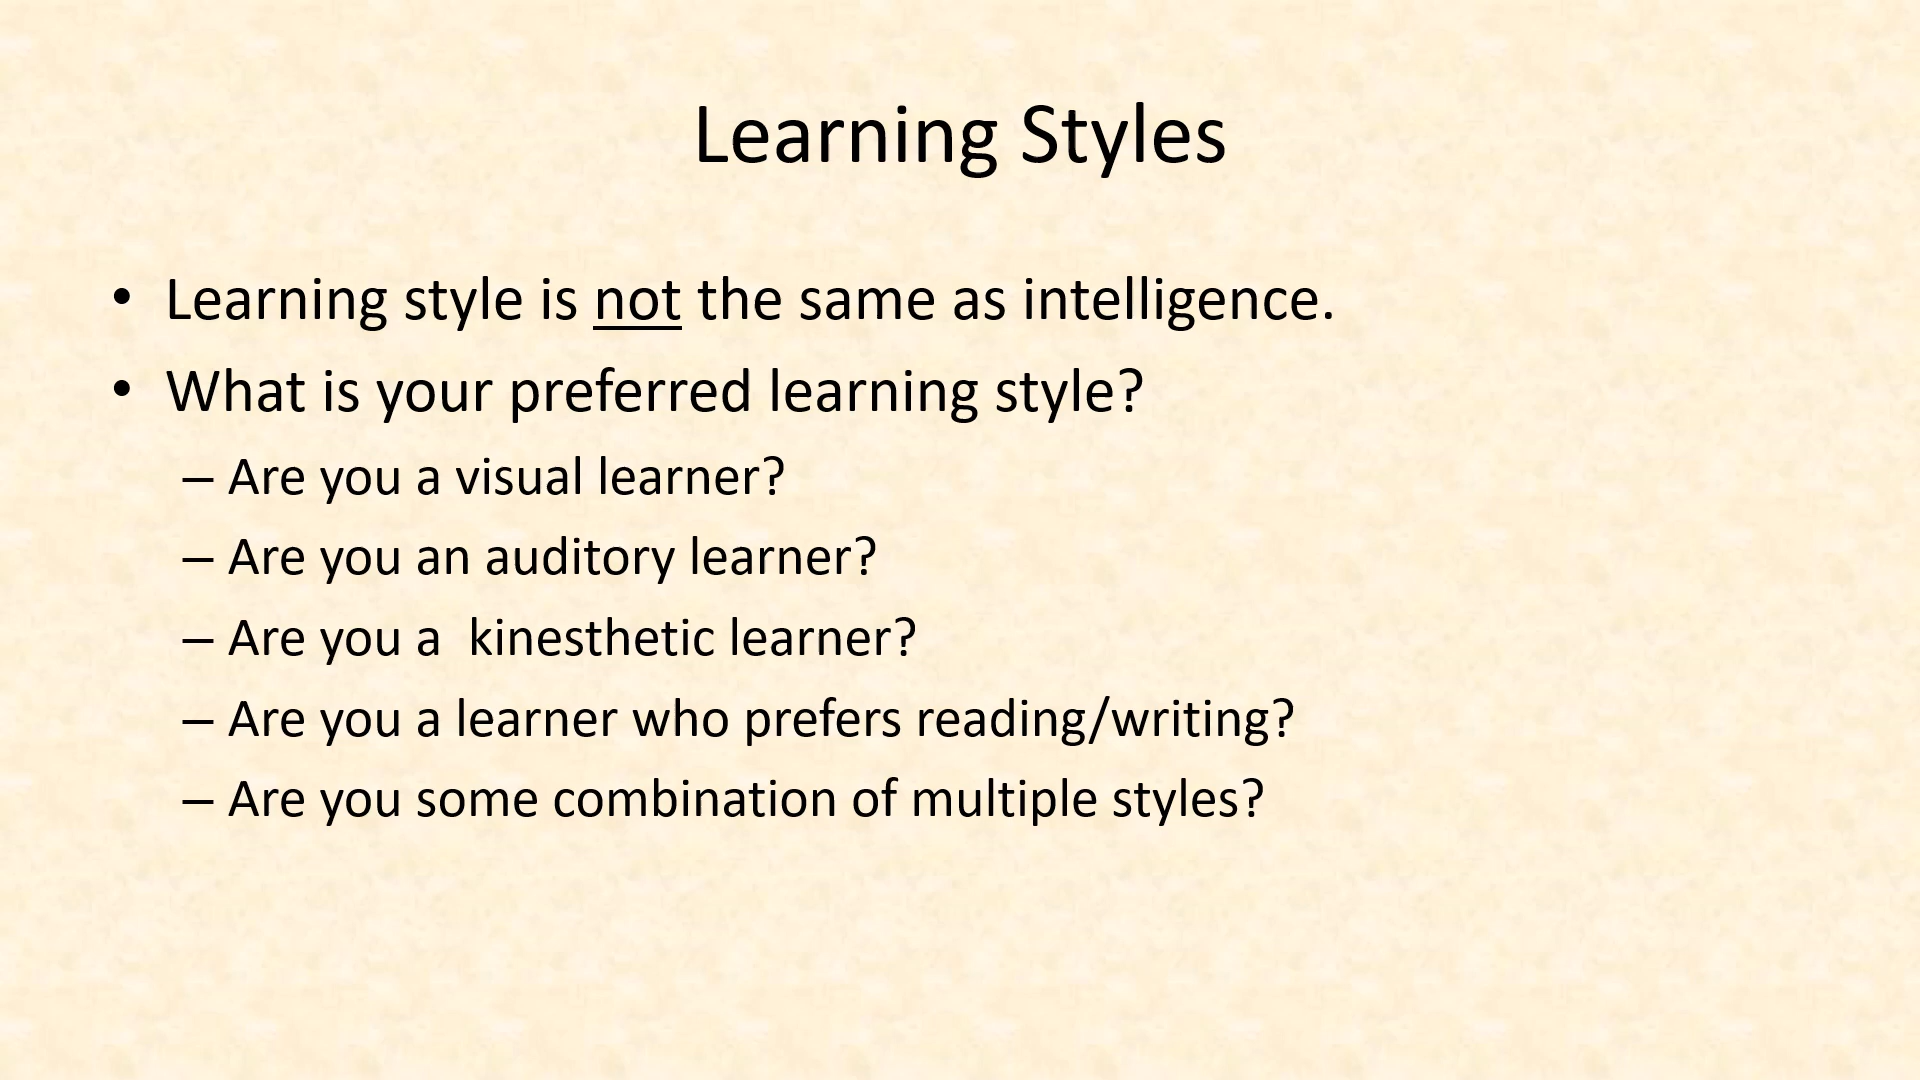 Learning Styles
• Learning style is not the same as intelligence.
• What is your preferred learning style?
– Are you a visual learner?
– Are you an auditory learner?
– Are you a  kinesthetic learner?
– Are you a learner who prefers reading/writing?
– Are you some combination of multiple styles?